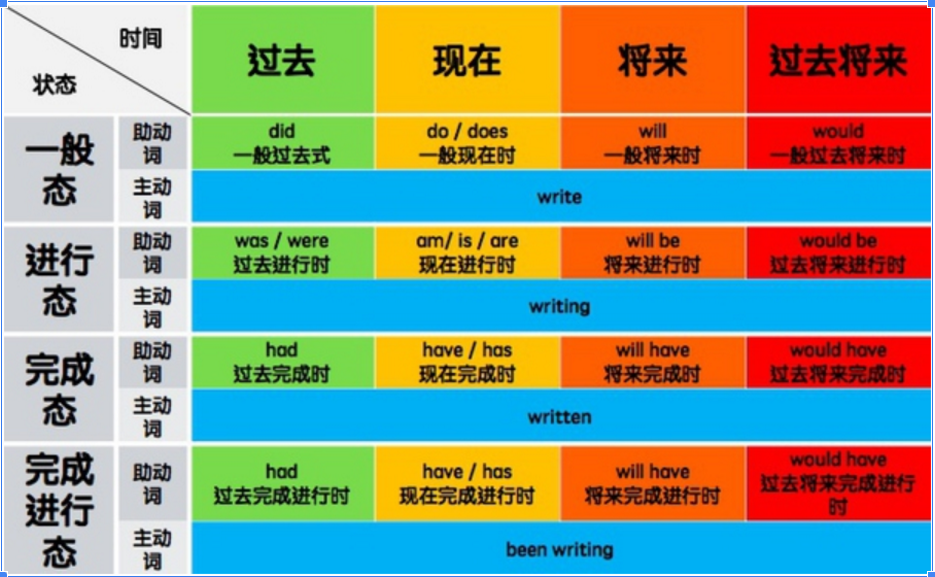 时间
状态
过去
现在
将来
过去将来
一般
态
助动
词
did
一般过去式
do / does
一般现在时
will
一般将来时
would
一般过去将来时
主动
词
write
进行
态
助动
词
was / were
过去进行时
am/ is / are
现在进行时
will be
将来进行时
would be
过去将来进行时
主动
词
writing
完成
态
助动
词
had
过去完成时
have / has
现在完成时
will have
将来完成时
would have
过去将来完成时
主动
词
written
完成
进行
态
助动
词
had
过去完成进行时
have / has
现在完成进行时
will have
将来完成进行时
would have
过去将来完成进行
时
主动
词
been writing